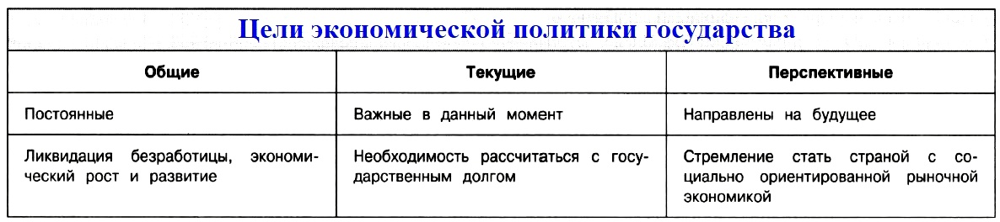 Цели экономической политики государства
Общие
Текущие
Перспективные
Постоянные
Важные в данный момент
Направлены на будущее
Ликвидация безработицы, экономи-
ческий рост и развитие
Необходимость рассчитаться с госу-
дарственным долгом
Стремление стать страной с со-
циально ориентированной рыночной
экономикой